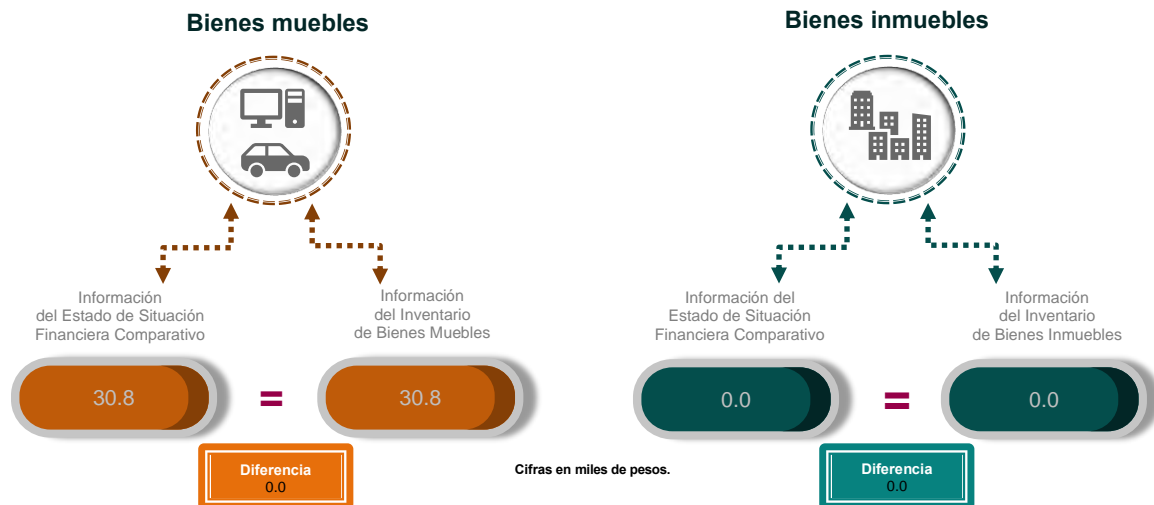 Bienes muebles
Información
del Estado de Situación
Financiera Comparativo
30.8
=
Información
del Inventario
de Bienes Muebles
30.8
Diferencia
0.0
Cifras en miles de pesos.
Bienes inmuebles
Información del
Estado de Situación
Financiera Comparativo
0.0
=
Información
del Inventario
de Bienes Inmuebles
0.0
Diferencia
0.0